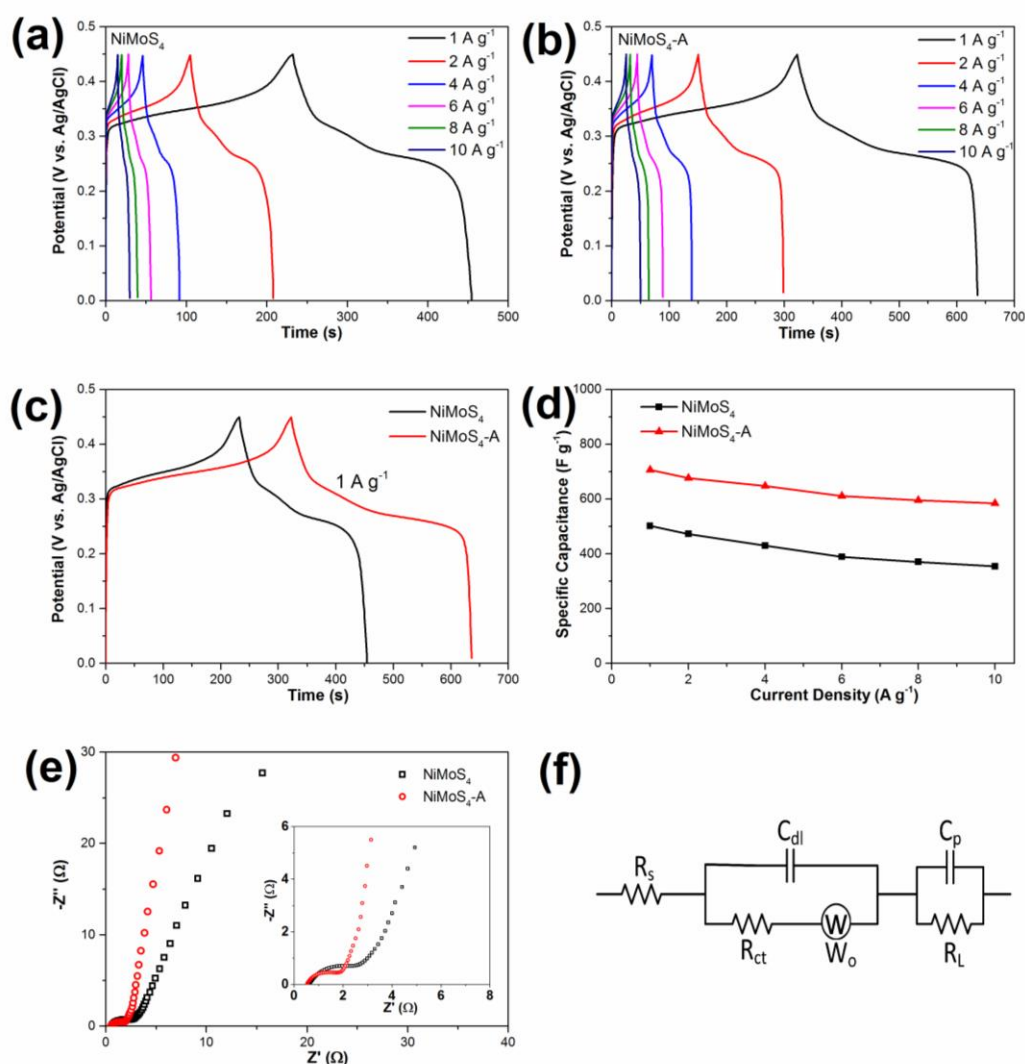 (a)
NiMoS₄
1 A g⁻¹
2 A g⁻¹
4 A g⁻¹
6 A g⁻¹
8 A g⁻¹
10 A g⁻¹
Potential (V vs. Ag/AgCl)
0.5
0.4
0.3
0.2
0.1
0.0
0 100 200 300 400 500
Time (s)
(b)
NiMoS₄-A
1 A g⁻¹
2 A g⁻¹
4 A g⁻¹
6 A g⁻¹
8 A g⁻¹
10 A g⁻¹
Potential (V vs. Ag/AgCl)
0.5
0.4
0.3
0.2
0.1
0.0
0 100 200 300 400 500 600 700
Time (s)
(c)
NiMoS₄
NiMoS₄-A
1 A g⁻¹
Potential (V vs. Ag/AgCl)
0.5
0.4
0.3
0.2
0.1
0.0
0 100 200 300 400 500 600 700
Time (s)
(d)
NiMoS₄
NiMoS₄-A
Specific Capacitance (F g⁻¹)
1000
800
600
400
200
0
0 2 4 6 8 10
Current Density (A g⁻¹)
(e)
NiMoS₄
NiMoS₄-A
-Z'' (Ω)
30
20
10
0
0 10 20 30 40
Z' (Ω)
-Z'' (Ω)
6
4
2
0
0 2 4 6 8
Z' (Ω)
(f)
Rₛ
C_dl
R_ct
W
Wₒ
Cₚ
R_L